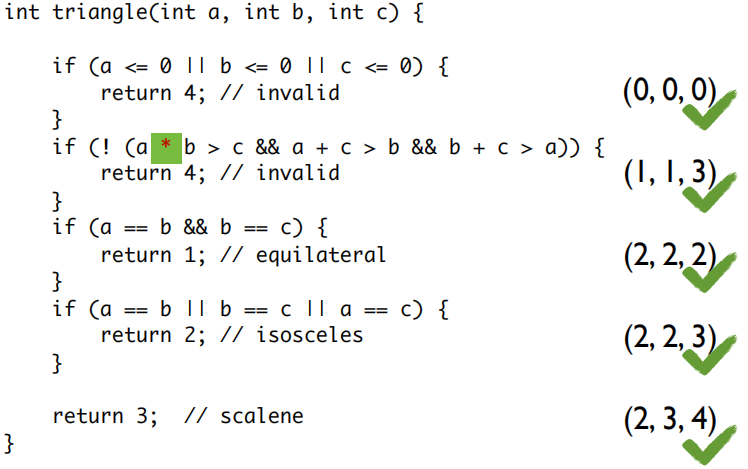 int triangle(int a, int b, int c) {
if (a <= 0 || b <= 0 || c <= 0) {
return 4; // invalid
(0, 0, 0)
}
if (! (a * b > c && a + c > b && b + c > a)) {
return 4; // invalid
(1, 1, 3)
}
if (a == b && b == c) {
return 1; // equilateral
(2, 2, 2)
}
if (a == b || b == c || a == c) {
return 2; // isosceles
(2, 2, 3)
}
return 3;  // scalene
(2, 3, 4)
}